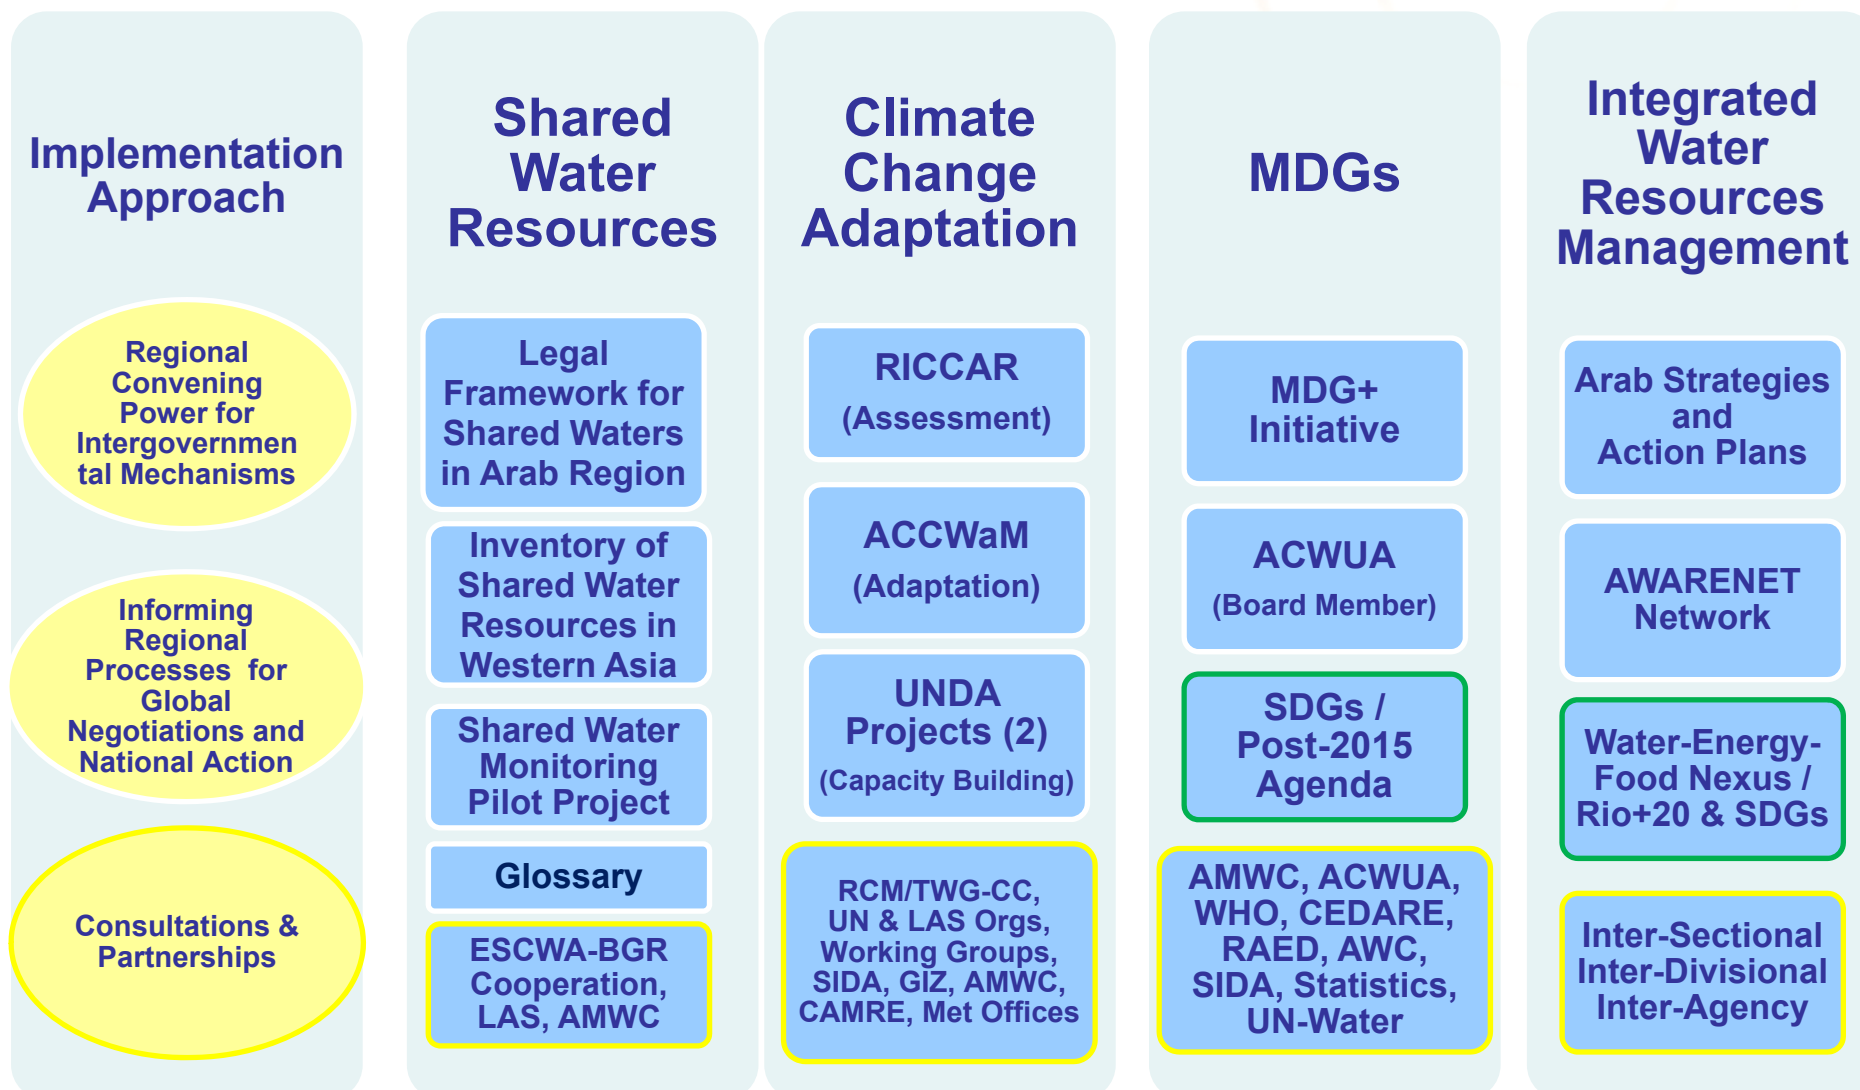 Implementation
Approach
Regional
Convening
Power for
Intergovernmen
tal Mechanisms
Informing
Regional
Processes for
Global
Negotiations and
National Action
Consultations &
Partnerships
Shared
Water
Resources
Legal
Framework for
Shared Waters
in Arab Region
Inventory of
Shared Water
Resources in
Western Asia
Shared Water
Monitoring
Pilot Project
Glossary
ESCWA-BGR
Cooperation,
LAS, AMWC
Climate
Change
Adaptation
RICCAR
(Assessment)
ACCWaM
(Adaptation)
UNDA
Projects (2)
(Capacity Building)
RCM/TWG-CC,
UN & LAS Orgs,
Working Groups,
SIDA, GIZ, AMWC,
CAMRE, Met Offices
MDGs
MDG+
Initiative
ACWUA
(Board Member)
SDGs /
Post-2015
Agenda
AMWC, ACWUA,
WHO, CEDARE,
RAED, AWC,
SIDA, Statistics,
UN-Water
Integrated
Water
Resources
Management
Arab Strategies
and
Action Plans
AWARENET
Network
Water-Energy-
Food Nexus /
Rio+20 & SDGs
Inter-Sectional
Inter-Divisional
Inter-Agency